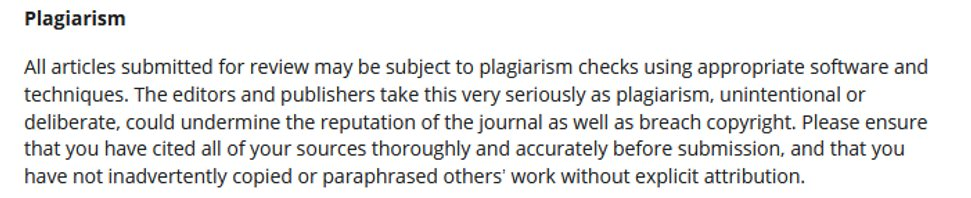 Plagiarism
All articles submitted for review may be subject to plagiarism checks using appropriate software and
techniques. The editors and publishers take this very seriously as plagiarism, unintentional or
deliberate, could undermine the reputation of the journal as well as breach copyright. Please ensure
that you have cited all of your sources thoroughly and accurately before submission, and that you
have not inadvertently copied or paraphrased others' work without explicit attribution.